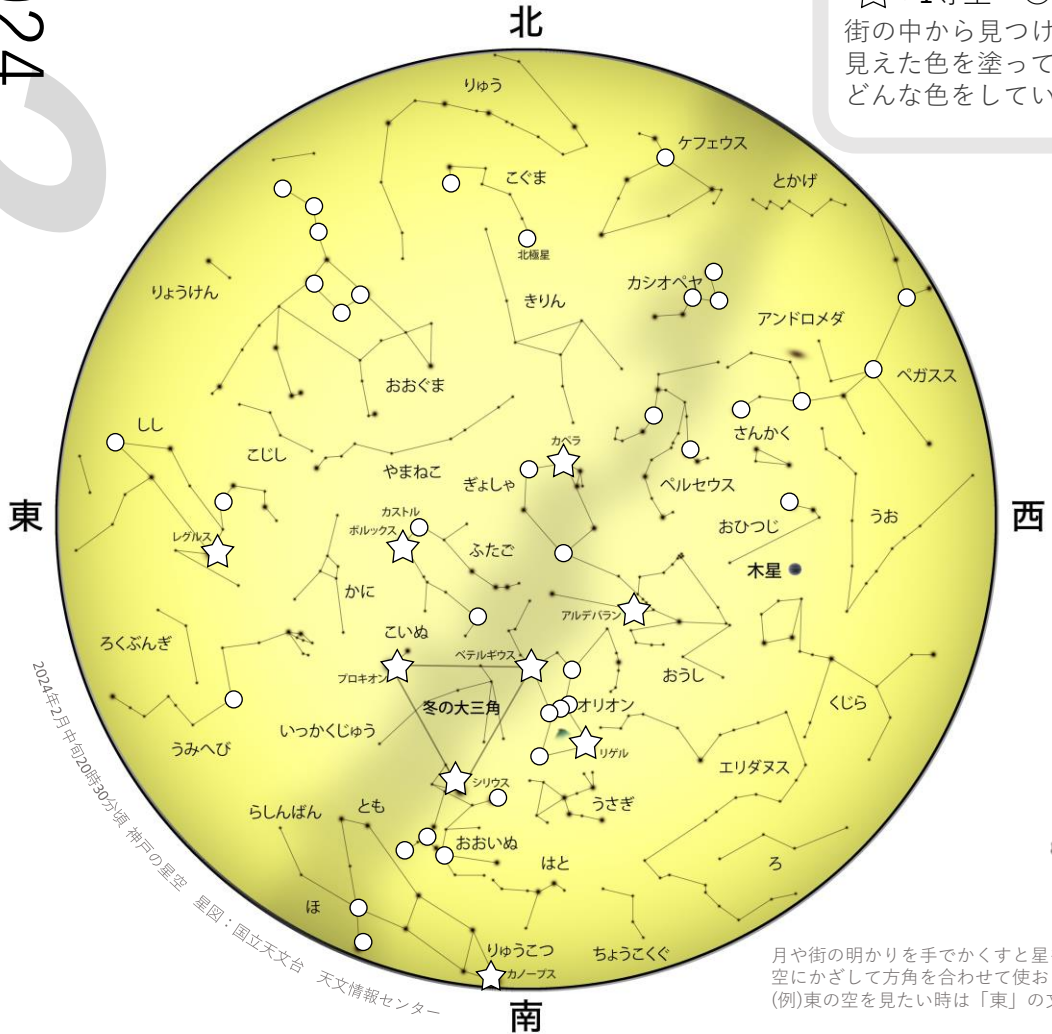 北
024
☆ 1等星
街の中から見つけ
見えた色を塗って
どんな色をしてい
りゅう
ケフェウス
こぐま
とかげ
北極星
りょうけん
きりん
カシオペヤ
アンドロメダ
ペガスス
おおぐま
しし
こじし
やまねこ
カペラ
ぎょしゃ
さんかく
ペルセウス
東
カストル
ポルックス
レグルス
ふたご
おひつじ
うお
西
木星
かに
アルデバラン
こいぬ
ろくぶんぎ
ベテルギウス
プロキオン
おうし
くじら
冬の大三角
オリオン
いっかくじゅう
うみへび
リゲル
エリダヌス
シリウス
うさぎ
らしんばん
とも
おおいぬ
はと
ろ
ほ
りゅうこつ
ちょうこくぐ
カノープス
南
2024年2月中旬20時30分頃 神戸の星空 星図：国立天文台 天文情報センター
月や街の明かりを手でかくすと星
空にかざして方角を合わせて使お
(例)東の空を見たい時は「東」の文